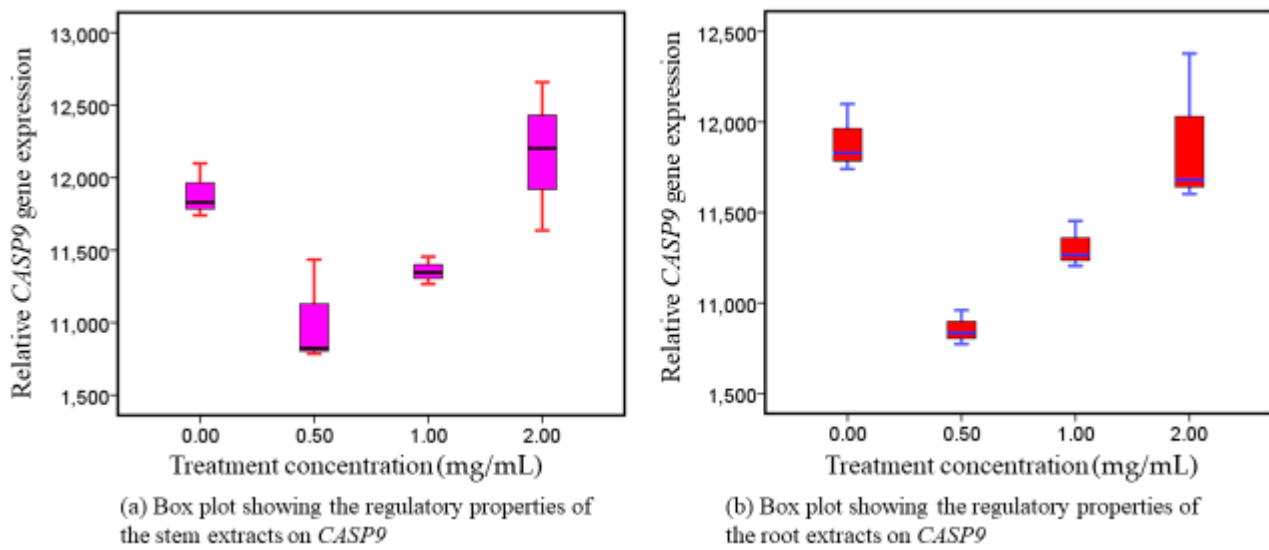 Relative CASP9 gene expression
13,000
12,500
12,000
11,500
11,000
1,500
0.00 0.50 1.00 2.00
Treatment concentration (mg/mL)
(a) Box plot showing the regulatory properties of
the stem extracts on CASP9
Relative CASP9 gene expression
12,500
12,000
11,500
11,000
1,500
0.00 0.50 1.00 2.00
Treatment concentration (mg/mL)
(b) Box plot showing the regulatory properties of
the root extracts on CASP9